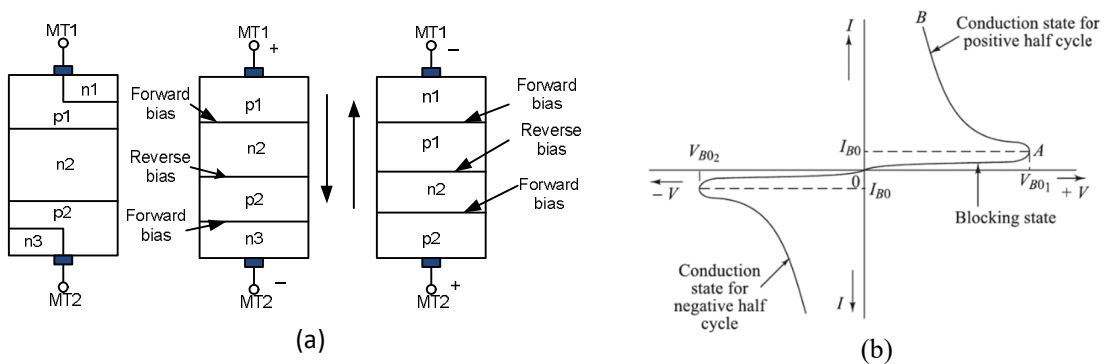 MT1
n1
p1
n2
p2
n3
MT2
MT1
+
Forward
bias
p1
n2
Reverse
bias
p2
Forward
bias
n3
−
MT2
MT1
−
n1
Forward
bias
p1
Reverse
bias
n2
Forward
bias
p2
+
MT2
(a)
I
B
Conduction state for
positive half cycle
I_B0
A
V_B0₂
0
− V
I_B0
V_B0₁
+ V
Blocking state
Conduction
state for
negative half
cycle
I
(b)